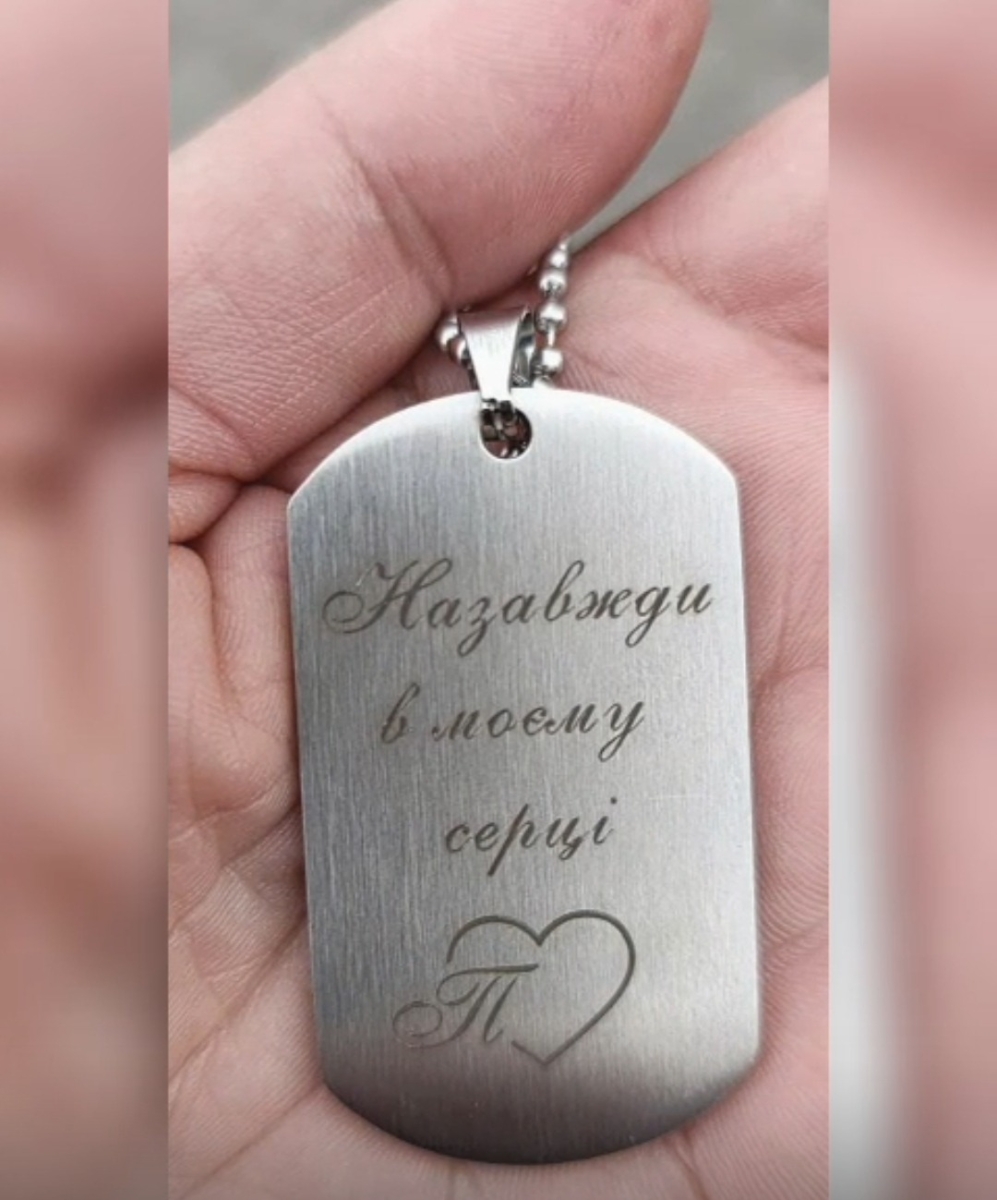 Назавжди
в моєму
серці
П